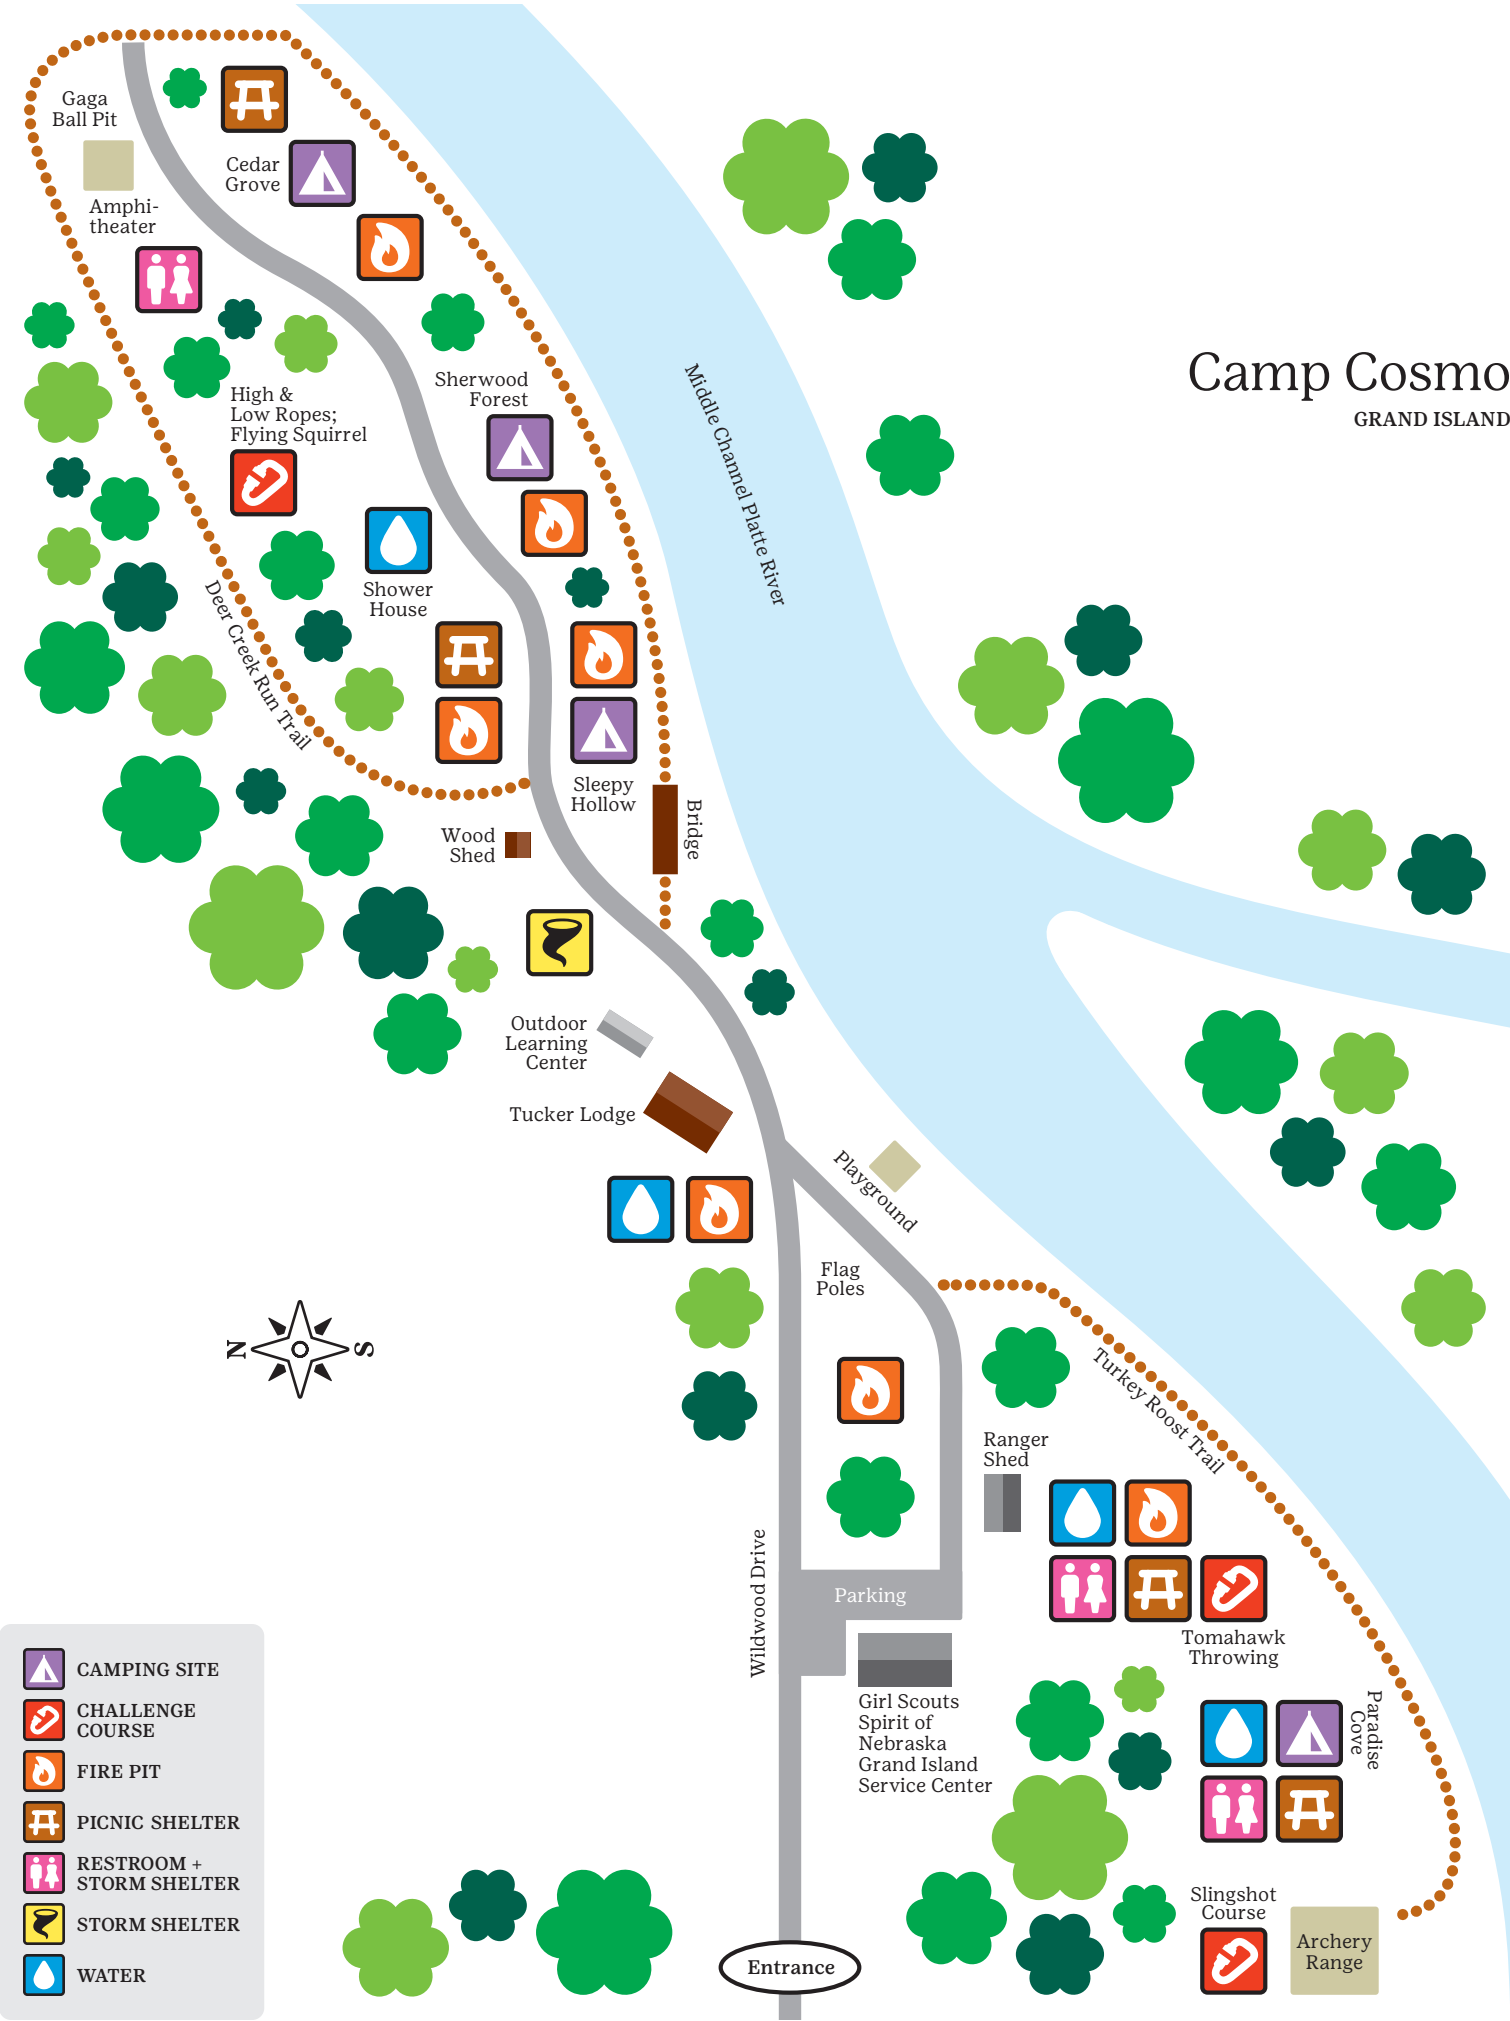 Gaga
Ball Pit
Cedar
Grove
Amphi-
theater
Camp Cosmo
GRAND ISLAND
Sherwood
Forest
High &
Low Ropes;
Flying Squirrel
Middle Channel Platte River
Shower
House
Deer Creek Run Trail
Sleepy
Hollow
Bridge
Wood
Shed
Outdoor
Learning
Center
Tucker Lodge
Playground
Flag
Poles
N
S
Turkey Roost Trail
Ranger
Shed
Wildwood Drive
Parking
Tomahawk
Throwing
Girl Scouts
Spirit of
Nebraska
Grand Island
Service Center
Paradise
Cove
CAMPING SITE
CHALLENGE
COURSE
FIRE PIT
PICNIC SHELTER
RESTROOM +
STORM SHELTER
STORM SHELTER
WATER
Slingshot
Course
Archery
Range
Entrance